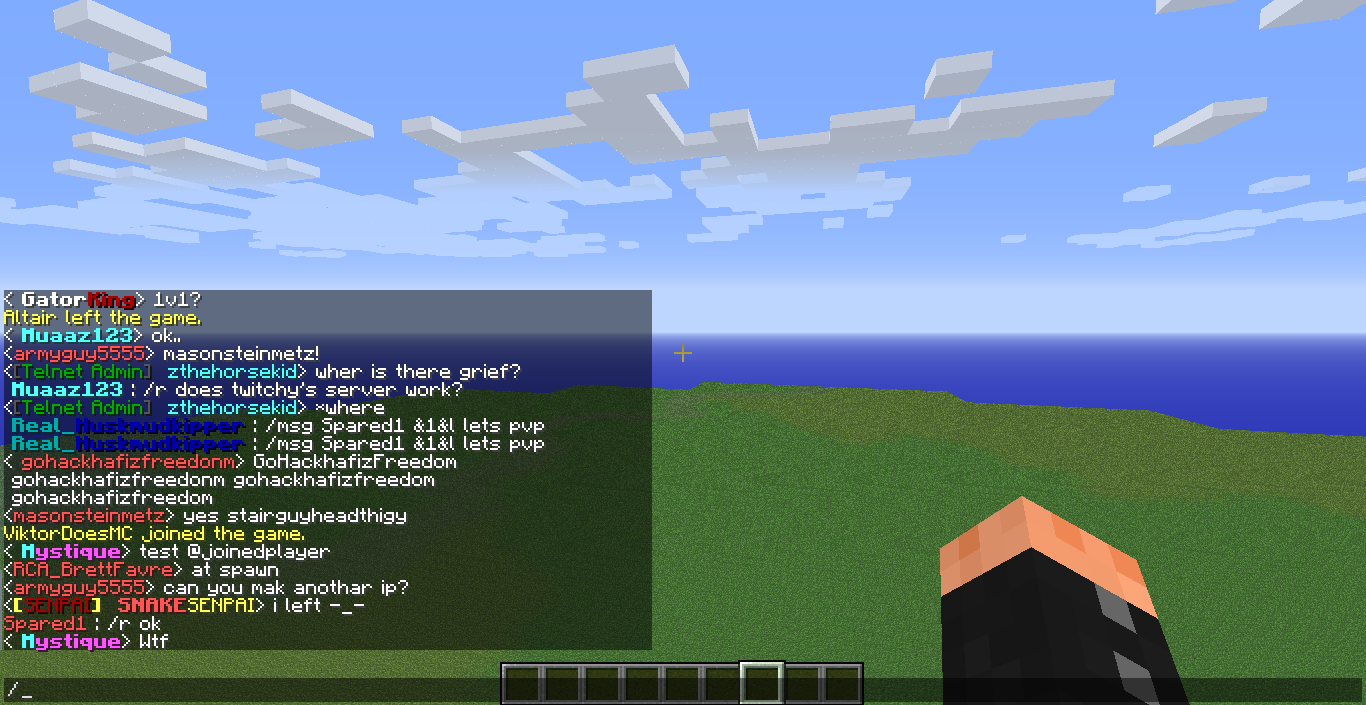 < GatorKing> 1v1?
Altair left the game.
< Muaaz123> ok..
<armyguy5555> masonsteinmetz!
<[Telnet Admin] zthehorsekid> wher is there grief?
Muaaz123 : /r does twitchy's server work?
<[Telnet Admin] zthehorsekid> *where
Real_Muskmudkipper : /msg Spared1 &1&l lets pvp
Real_Muskmudkipper : /msg Spared1 &1&l lets pvp
< gohackhafizfreedonm> GoHackhafizFreedom
gohackhafizfreedonm gohackhafizfreedom
gohackhafizfreedom
<masonsteinmetz> yes stairguyheadthigy
ViktorDoesMC joined the game.
< Mystique> test @joinedplayer
<RCA_BrettFavre> at spawn
<armyguy5555> can you mak anothar ip?
<[SENPAI] SNAKESENPAI> i left -_-
Spared1 : /r ok
< Mystique> Wtf
/_